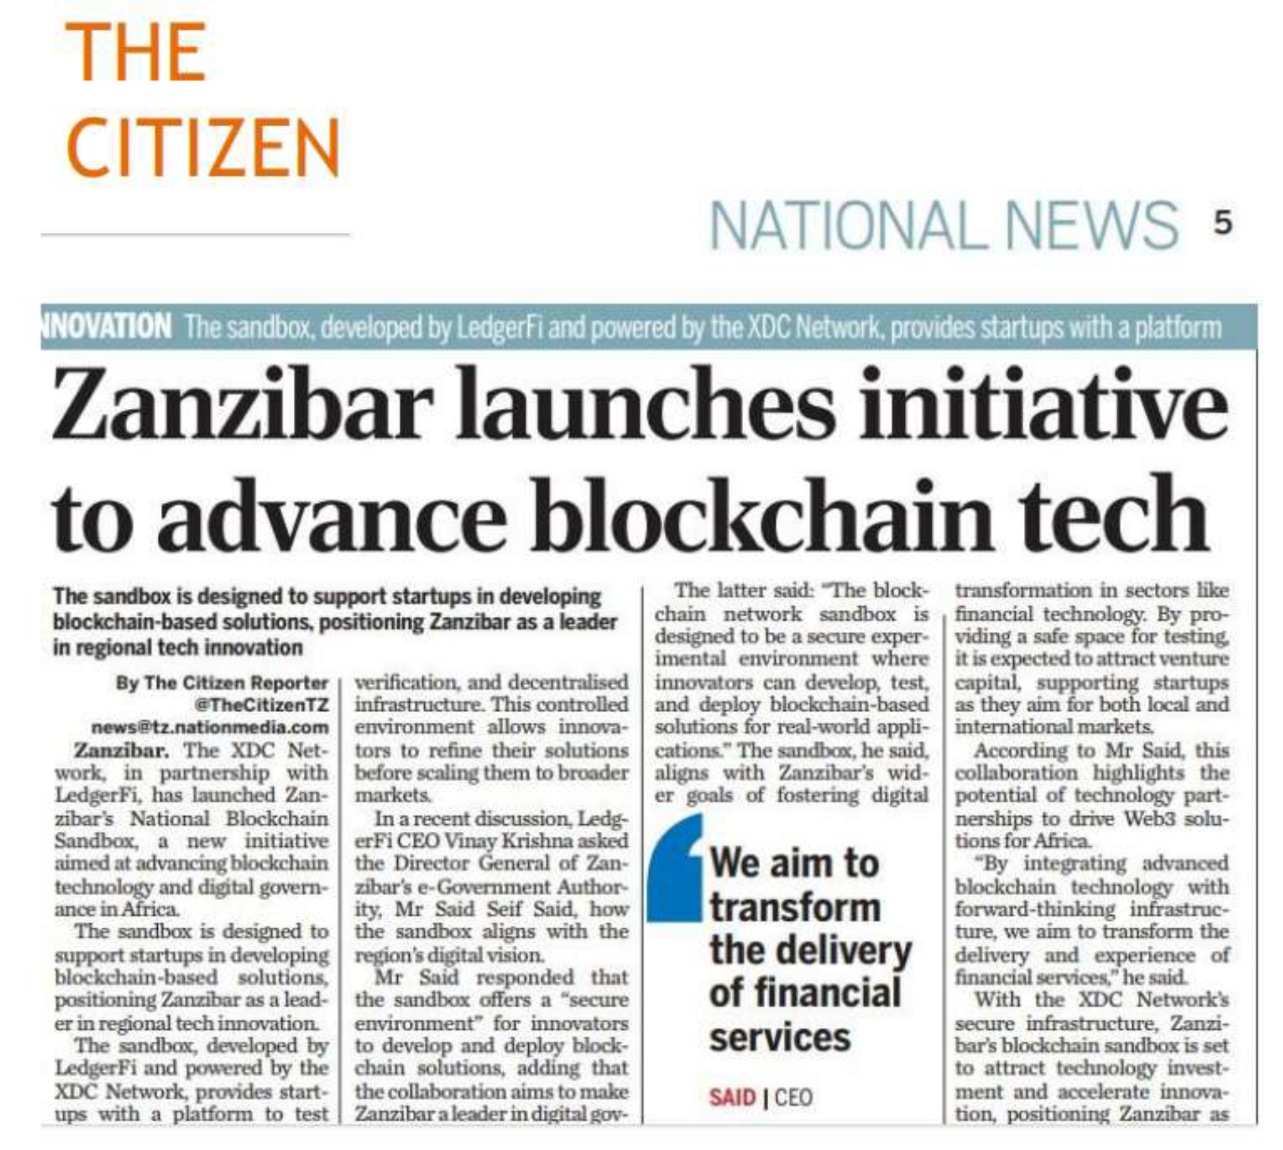 THE
CITIZEN
NATIONAL NEWS 5
NNOVATION The sandbox, developed by LedgerFi and powered by the XDC Network, provides startups with a platform
Zanzibar launches initiative
to advance blockchain tech
The sandbox is designed to support startups in developing
blockchain-based solutions, positioning Zanzibar as a leader
in regional tech innovation
By The Citizen Reporter
@TheCitizenTZ
news@tz.nationmedia.com
Zanzibar. The XDC Net-
work, in partnership with
LedgerFi, has launched Zan-
zibar's National Blockchain
Sandbox, a new initiative
aimed at advancing blockchain
technology and digital govern-
ance in Africa.
The sandbox is designed to
support startups in developing
blockchain-based solutions,
positioning Zanzibar as a lead-
er in regional tech innovation.
The sandbox, developed by
LedgerFi and powered by the
XDC Network, provides start-
ups with a platform to test
verification, and decentralised
infrastructure. This controlled
environment allows innova-
tors to refine their solutions
before scaling them to broader
markets.
In a recent discussion, Ledg-
erFi CEO Vinay Krishna asked
the Director General of Zan-
zibar's e-Government Author-
ity, Mr Said Seif Said, how
the sandbox aligns with the
region's digital vision.
Mr Said responded that
the sandbox offers a “secure
environment” for innovators
to develop and deploy block-
chain solutions, adding that
the collaboration aims to make
Zanzibar a leader in digital gov-
The latter said: “The block-
chain network sandbox is
designed to be a secure exper-
imental environment where
innovators can develop, test,
and deploy blockchain-based
solutions for real-world appli-
cations.” The sandbox, he said,
aligns with Zanzibar's wid-
er goals of fostering digital
We aim to
transform
the delivery
of financial
services
SAID | CEO
transformation in sectors like
financial technology. By pro-
viding a safe space for testing,
it is expected to attract venture
capital, supporting startups
as they aim for both local and
international markets.
According to Mr Said, this
collaboration highlights the
potential of technology part-
nerships to drive Web3 solu-
tions for Africa.
“By integrating advanced
blockchain technology with
forward-thinking infrastruc-
ture, we aim to transform the
delivery and experience of
financial services,” he said.
With the XDC Network's
secure infrastructure, Zanzi-
bar's blockchain sandbox is set
to attract technology invest-
ment and accelerate innova-
tion, positioning Zanzibar as